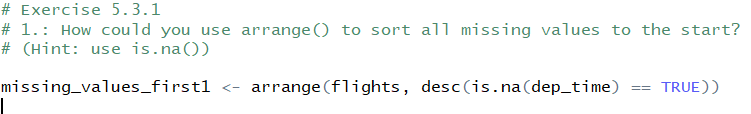 # Exercise 5.3.1
# 1.: How could you use arrange() to sort all missing values to the start?
# (Hint: use is.na())
missing_values_first1 <- arrange(flights, desc(is.na(dep_time) == TRUE))